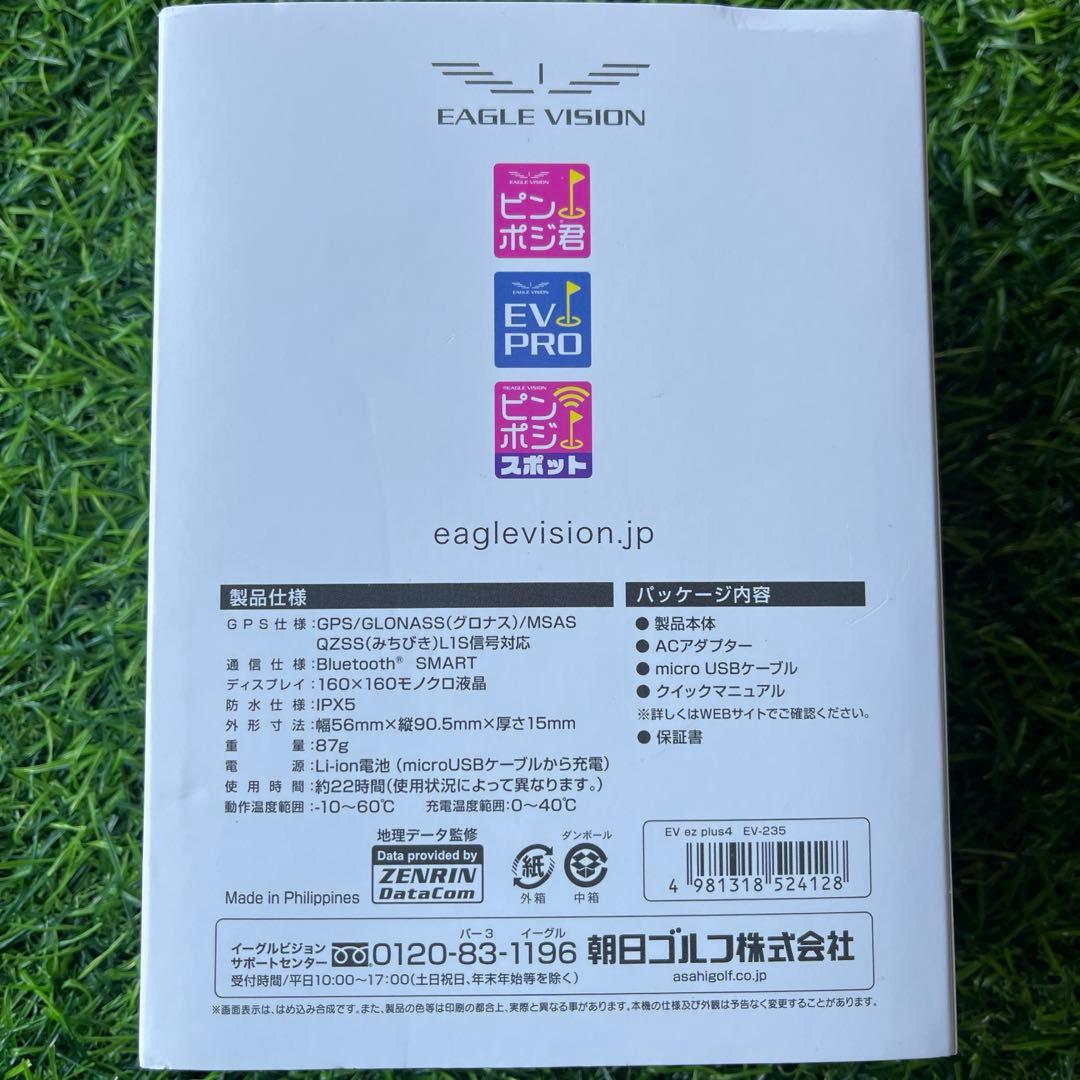 EAGLE VISION
EAGLE VISION
ピン
ポジ君
EAGLE VISION
EV
PRO
©EAGLE VISION
ピン
ポジ
スポット
eaglevision.jp
製品仕様
GPS仕様:GPS/GLONASS(グロナス)/MSAS
QZSS(みちびき)L1S信号対応
通信仕様:Bluetooth® SMART
ディスプレイ:160×160モノクロ液晶
防水仕様:IPX5
外形寸法:幅56mm×縦90.5mm×厚さ15mm
重量:87g
電源:Li-ion電池 (microUSBケーブルから充電)
使用時間:約22時間(使用状況によって異なります。)
動作温度範囲:-10～60℃ 充電温度範囲:0～40℃
パッケージ内容
● 製品本体
● ACアダプター
● micro USBケーブル
● クイックマニュアル
※詳しくはWEBサイトでご確認ください。
● 保証書
Made in Philippines
地理データ監修
Data provided by
ZENRIN
DataCom
紙
外箱
ダンボール
中箱
EV ez plus4 EV-235
4 981318 524128
イーグルビジョン
サポートセンター
バー3 イーグル
0120-83-1196
朝日ゴルフ株式会社
受付時間/平日10:00～17:00(土日祝日、年末年始等を除く)
asahigolf.co.jp
※画面表示は、はめ込み合成です。また、製品の色等は印刷の都合上、実際と異なる事があります。本機の仕様及び外観は予告なく変更することがあります。